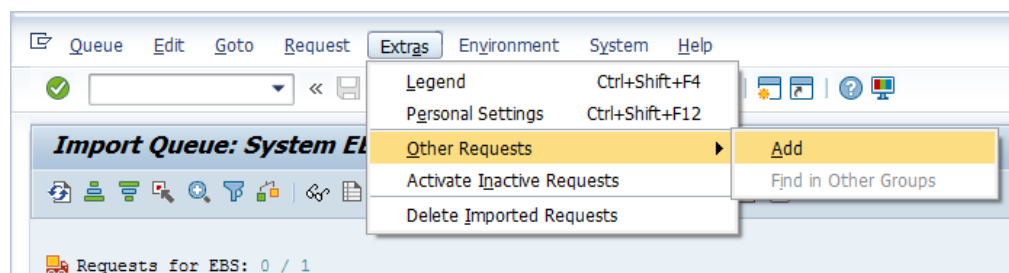 Queue Edit Goto Request Extras Environment System Help
Legend Ctrl+Shift+F4
Personal Settings Ctrl+Shift+F12
Import Queue: System
Other Requests Add
Activate Inactive Requests Find in Other Groups
Delete Imported Requests
Requests for EBS: 0 / 1